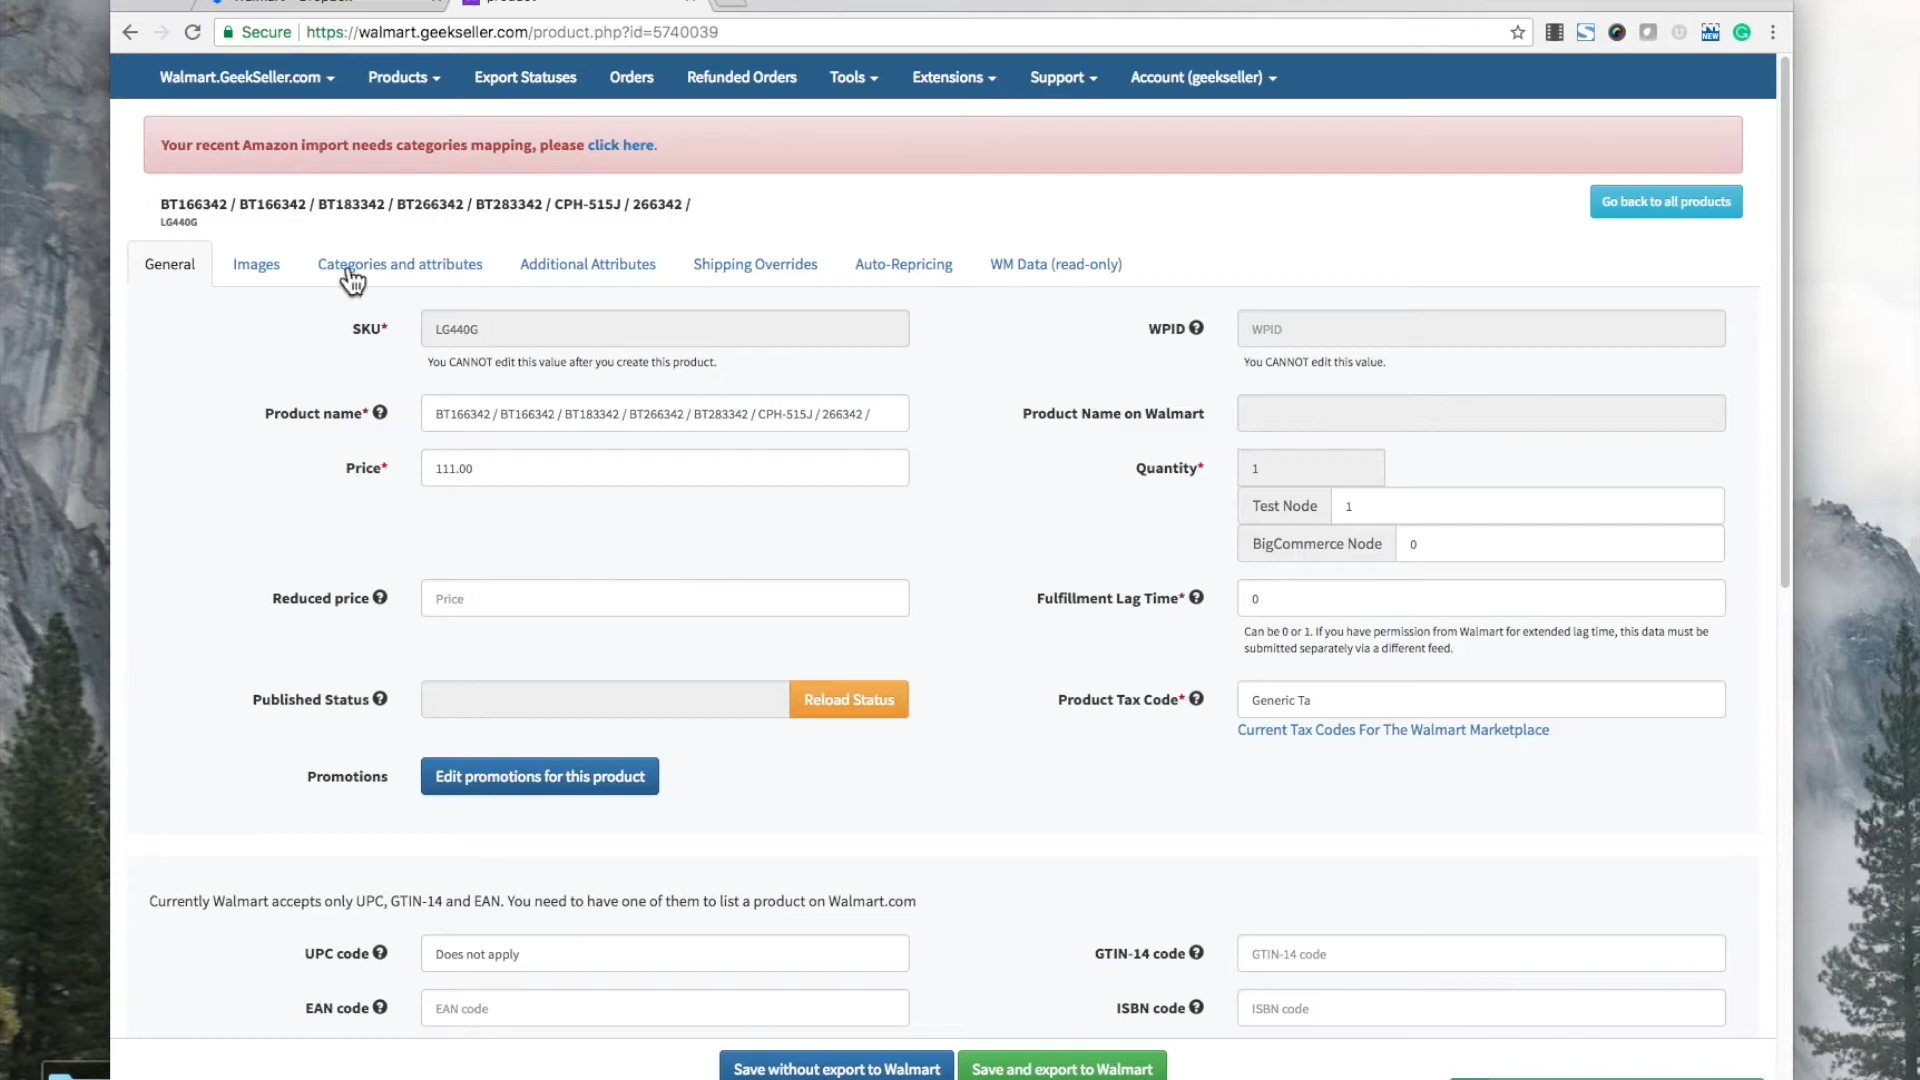 Secure https://walmart.geekseller.com/product.php?id=5740039
NEW
Walmart.GeekSeller.com Products Export Statuses Orders Refunded Orders Tools Extensions Support Account (geekseller)
Your recent Amazon import needs categories mapping, please click here.
BT166342 / BT166342 / BT183342 / BT266342 / BT283342 / CPH-515J / 266342 /
LG440G
Go back to all products
General Images Categories and attributes Additional Attributes Shipping Overrides Auto-Repricing WM Data (read-only)
SKU* LG440G
You CANNOT edit this value after you create this product.
WPID WPID
You CANNOT edit this value.
Product name* BT166342 / BT166342 / BT183342 / BT266342 / BT283342 / CPH-515J / 266342 /
Product Name on Walmart
Price* 111.00
Quantity* 1
Test Node 1
BigCommerce Node 0
Reduced price Price
Fulfillment Lag Time* 0
Can be 0 or 1. If you have permission from Walmart for extended lag time, this data must be
submitted separately via a different feed.
Published Status Reload Status
Product Tax Code* Generic Ta
Current Tax Codes For The Walmart Marketplace
Promotions Edit promotions for this product
Currently Walmart accepts only UPC, GTIN-14 and EAN. You need to have one of them to list a product on Walmart.com
UPC code Does not apply
GTIN-14 code GTIN-14 code
EAN code EAN code
ISBN code ISBN code
Save without export to Walmart Save and export to Walmart